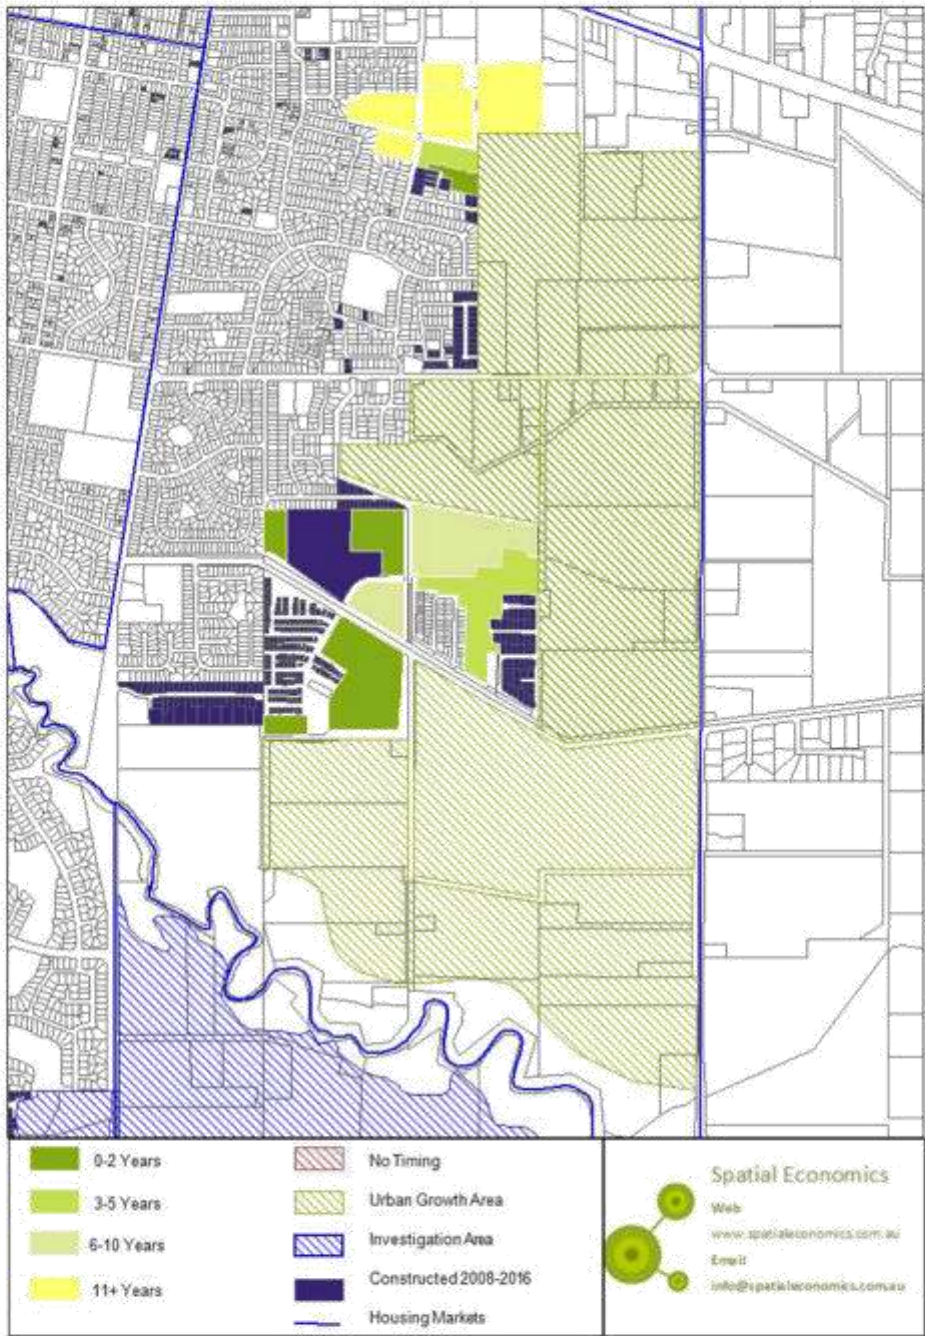 0-2 Years
3-5 Years
6-10 Years
11+ Years
No Timing
Urban Growth Area
Investigation Area
Constructed 2008-2016
Housing Markets
Spatial Economics
Web
www.spatialeconomics.com.au
Email
info@spatialeconomics.com.au